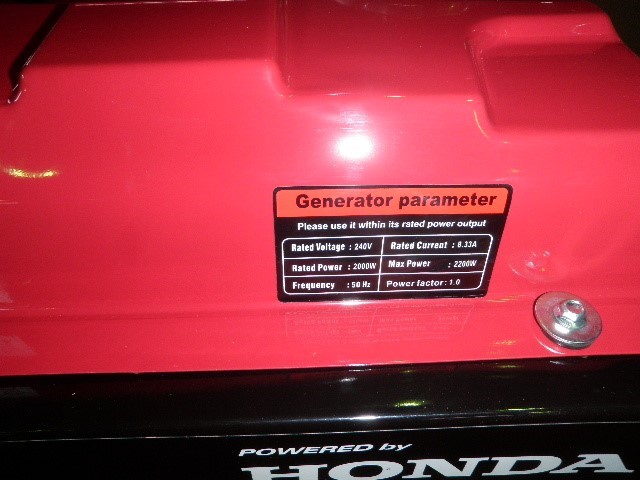 Generator parameter
Please use it within its rated power output
Rated Voltage : 240V Rated Current : 8.33A
Rated Power : 2000W Max Power : 2200W
Frequency : 50 Hz Power factor: 1.0
POWERED by
HONDA